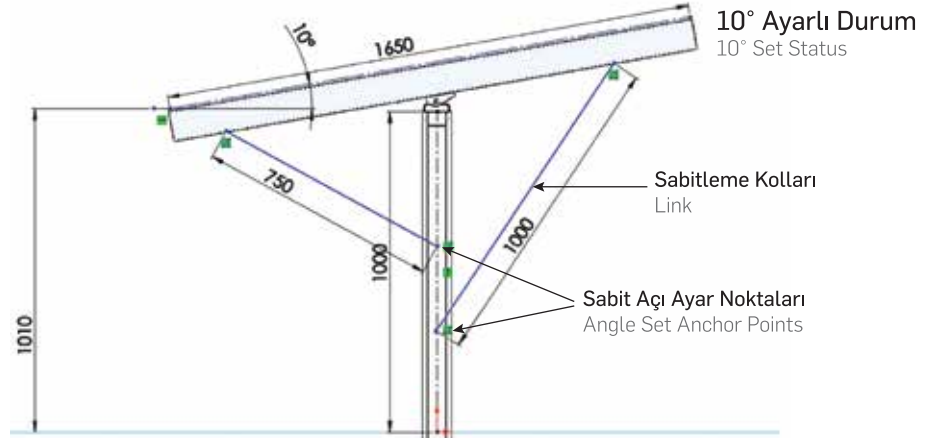 10° Ayarlı Durum
10° Set Status
10°
1650
750
Sabitleme Kolları
Link
1000
1000
Sabit Açı Ayar Noktaları
Angle Set Anchor Points
1010